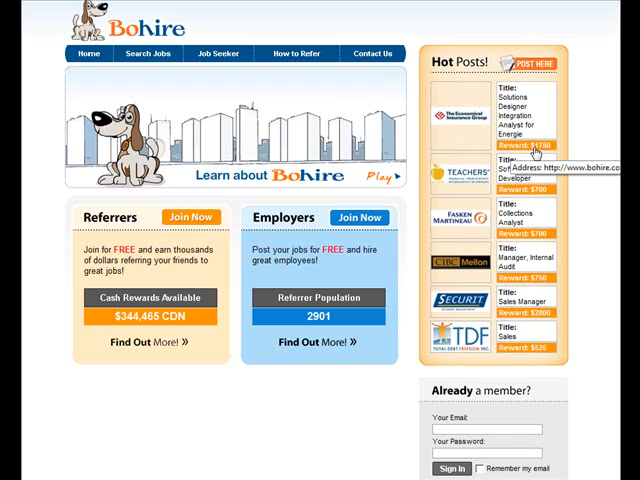 Bohire
Home
Search Jobs
Job Seeker
How to Refer
Contact Us
Learn about Bohire
Play
Referrers
Join Now
Join for FREE and earn thousands
of dollars referring your friends to
great jobs!
Cash Rewards Available
$344,465 CDN
Find Out More! »
Employers
Join Now
Post your jobs for FREE and hire
great employees!
Referrer Population
2901
Find Out More! »
Hot Posts!
POST HERE
The Economical
Insurance Group
Title:
Solutions
Designer
Integration
Analyst for
Energie
Reward: $1750
Address: http://www.bohire.co
TEACHERS'
Title:
Developer
Reward: $700
FASKEN
MARTINEAU
Title:
Collections
Analyst
Reward: $700
CIBC Mellon
Title:
Manager, Internal
Audit
Reward: $750
SECURIT
Title:
Sales Manager
Reward: $2800
TDF
TOTAL DEBT FREEDOM INC.
Title:
Sales
Reward: $525
Already a member?
Your Email:
Your Password:
Sign In
Remember my email